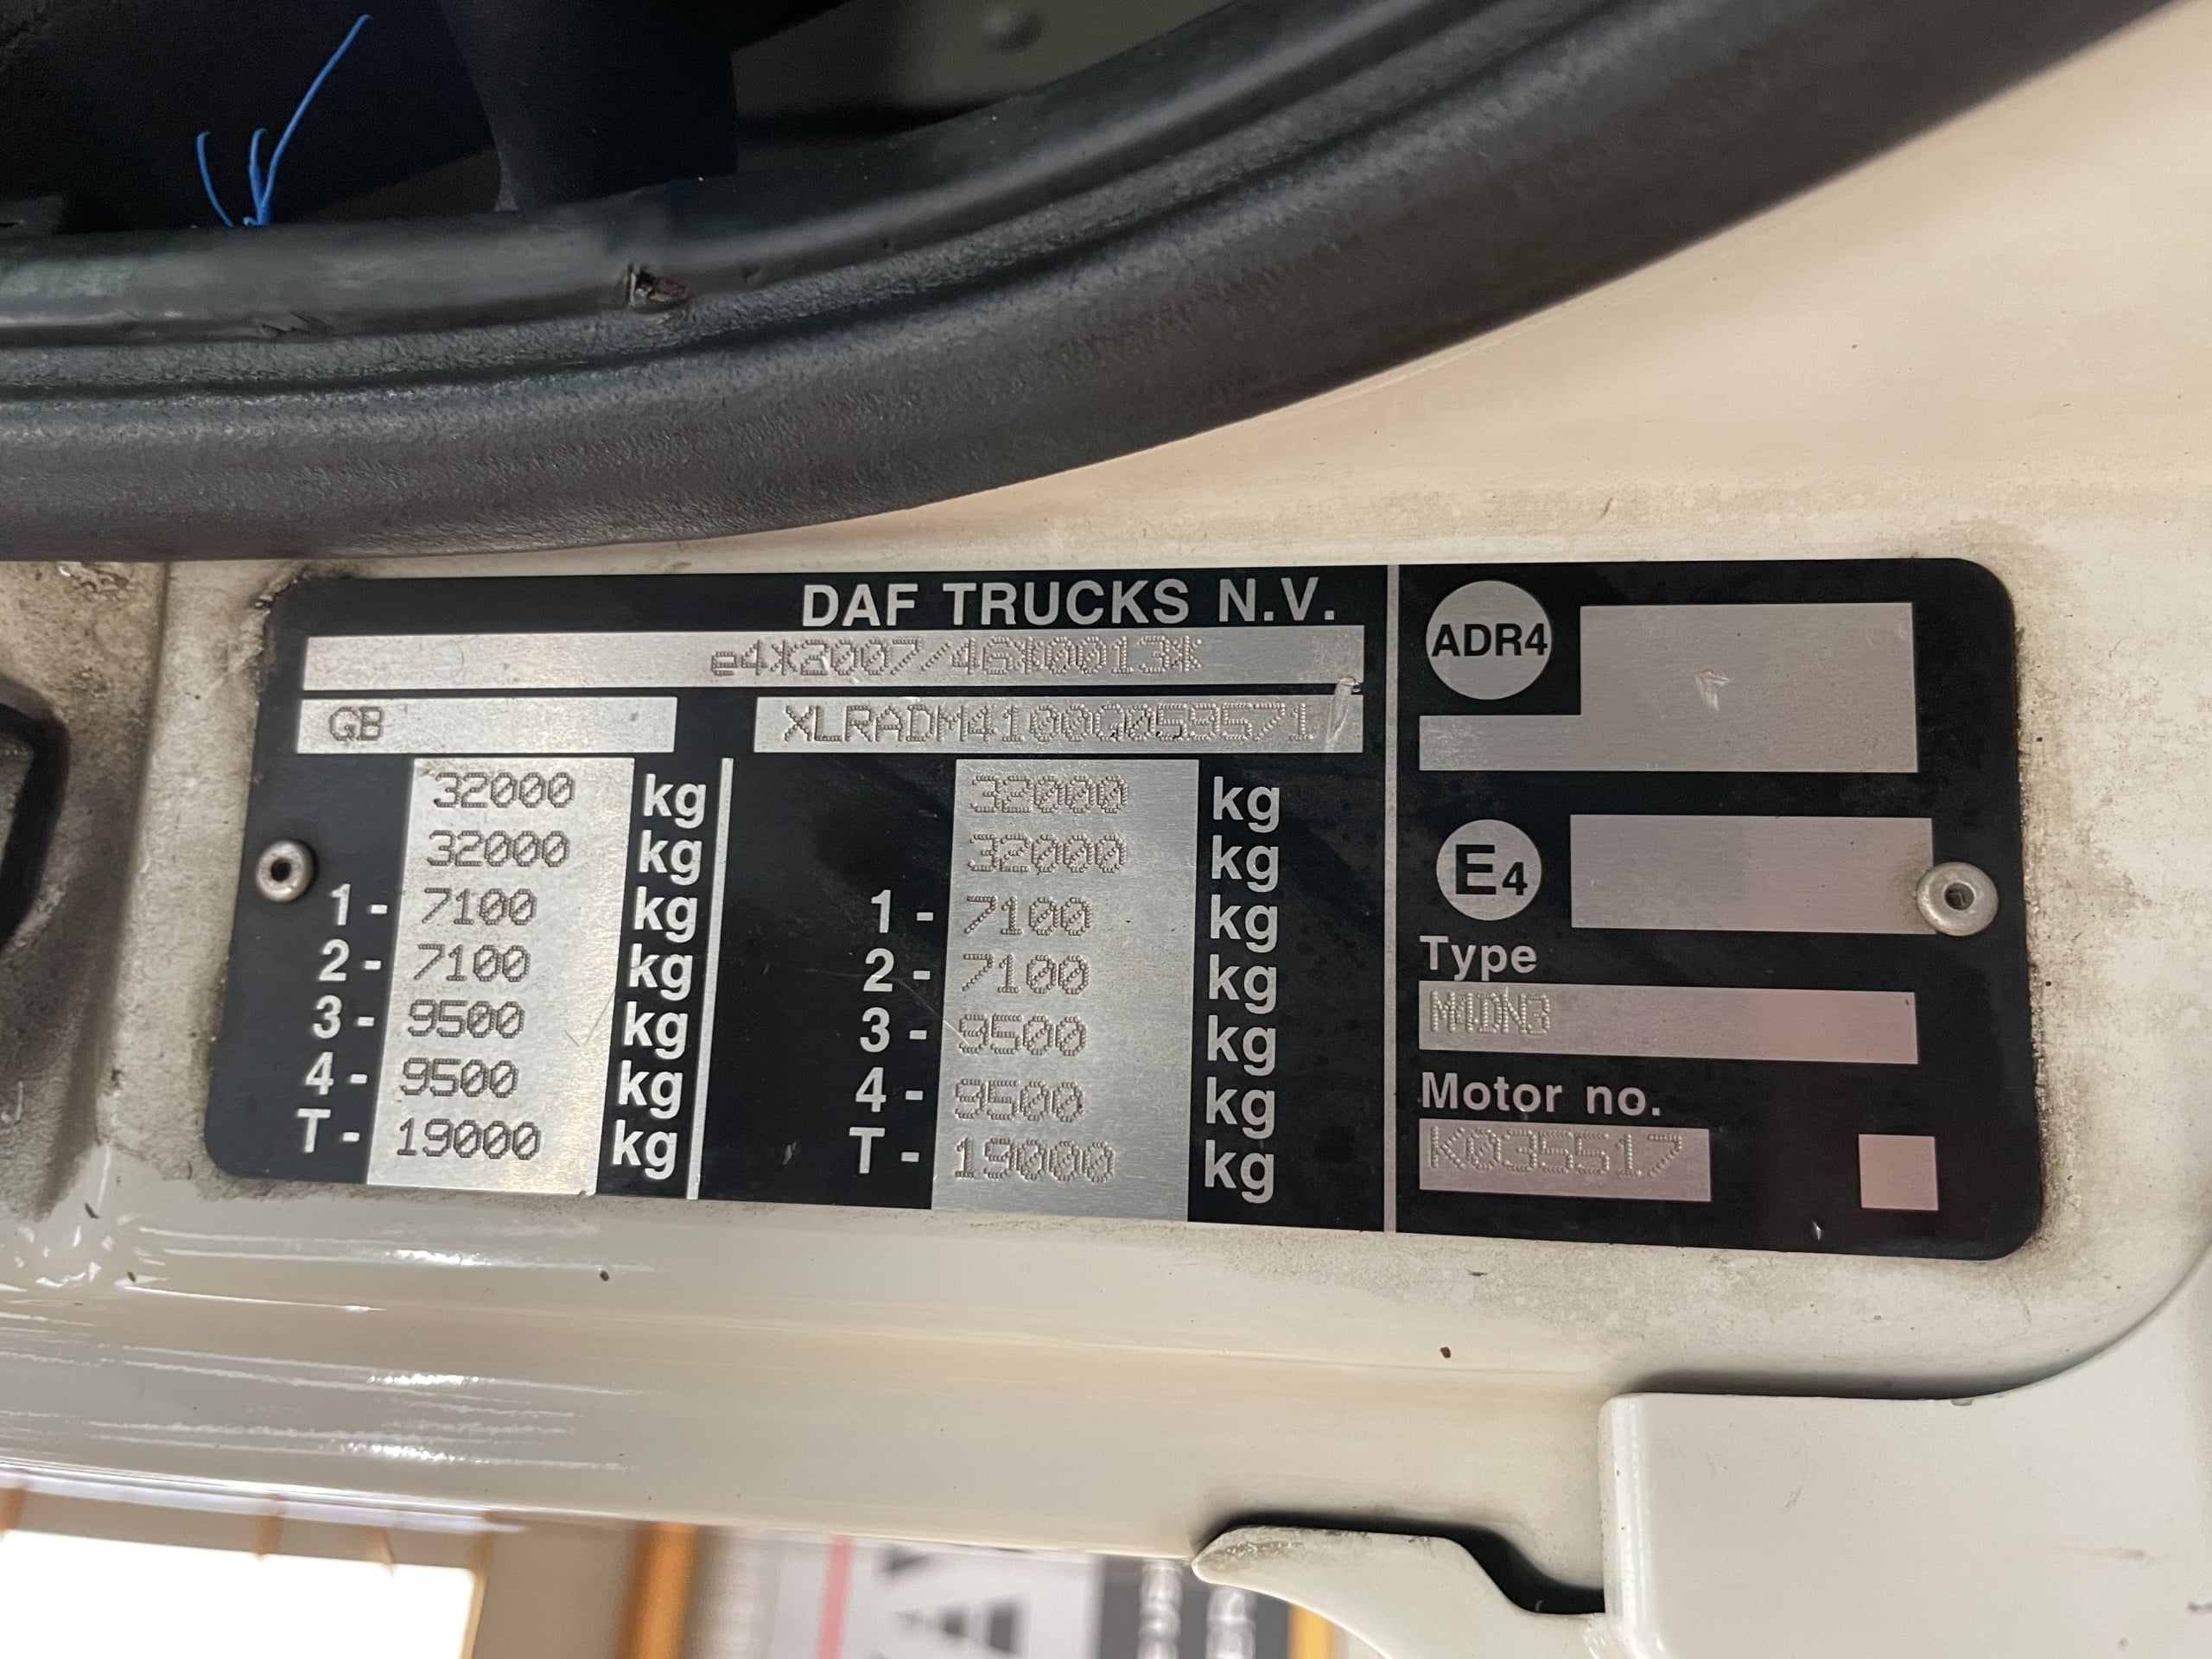 DAF TRUCKS N.V.
e4*2007/46*0013*
GB
XLRADM4100G059571
32000 kg
32000 kg
1- 7100 kg
2- 7100 kg
3- 9500 kg
4- 9500 kg
T- 19000 kg
32000 kg
32000 kg
1- 7100 kg
2- 7100 kg
3- 9500 kg
4- 9500 kg
T- 19000 kg
ADR4
E4
Type
Motor no.
K035517